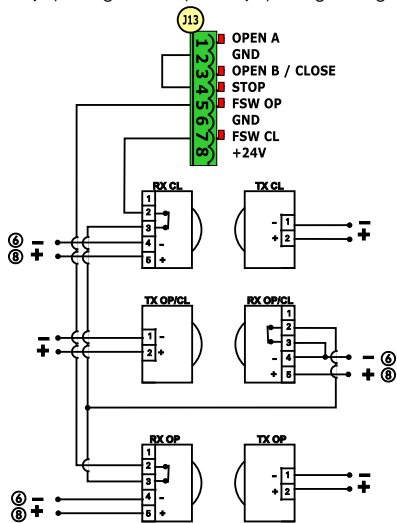 J13
1 OPEN A
2 GND
3 OPEN B / CLOSE
4 STOP
5 FSW OP
6 GND
7 FSW CL
8 +24V
RX CL
TX CL
1
2
3
4 -
5 +
6 -
8 +
- 1 -
+ 2 +
TX OP/CL
RX OP/CL
- 1 -
+ 2 +
1
2
3
- 4 - 6
+ 5 + 8
RX OP
TX OP
1
2
3
6 - 4 -
8 + 5 +
- 1 -
+ 2 +